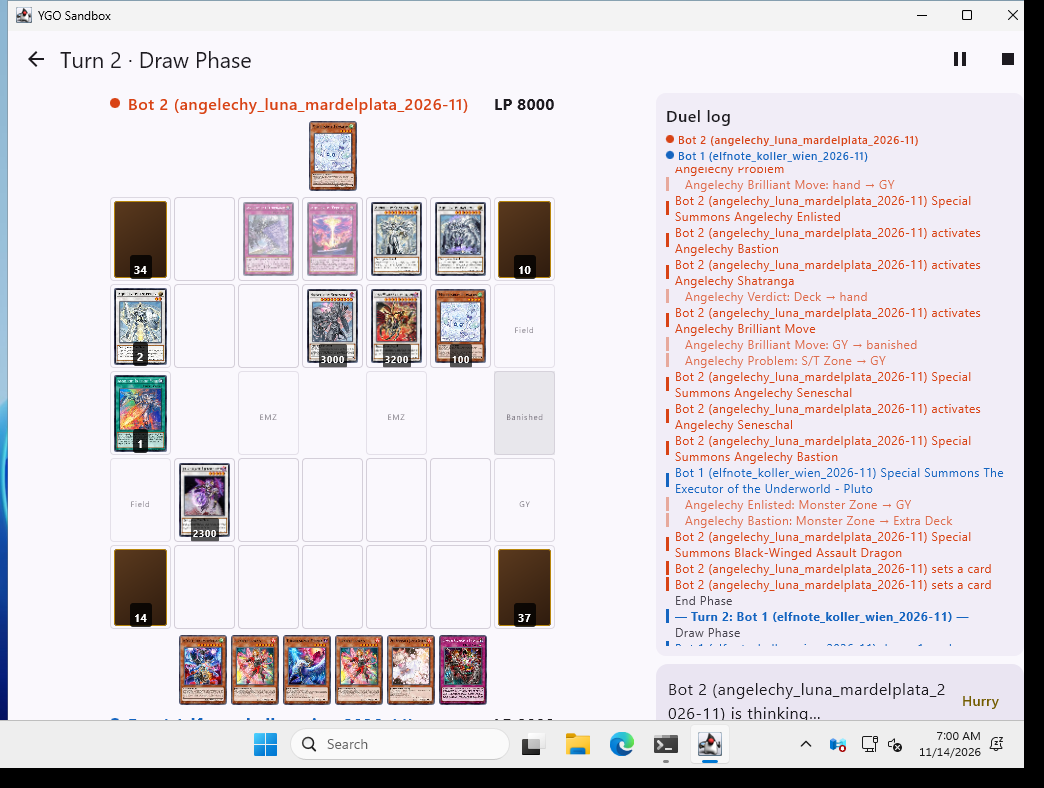 YGO Sandbox
Turn 2 · Draw Phase
Bot 2 (angelechy_luna_mardelplata_2026-11) LP 8000
34
10
2
3000
3200
100
Field
1
EMZ
EMZ
Banished
Field
2300
GY
14
37
Duel log
Bot 2 (angelechy_luna_mardelplata_2026-11)
Bot 1 (elfnote_koller_wien_2026-11)
Angelechy Problem
Angelechy Brilliant Move: hand → GY
Bot 2 (angelechy_luna_mardelplata_2026-11) Special
Summons Angelechy Enlisted
Bot 2 (angelechy_luna_mardelplata_2026-11) activates
Angelechy Bastion
Bot 2 (angelechy_luna_mardelplata_2026-11) activates
Angelechy Shatranga
Angelechy Verdict: Deck → hand
Bot 2 (angelechy_luna_mardelplata_2026-11) activates
Angelechy Brilliant Move
Angelechy Brilliant Move: GY → banished
Angelechy Problem: S/T Zone → GY
Bot 2 (angelechy_luna_mardelplata_2026-11) Special
Summons Angelechy Seneschal
Bot 2 (angelechy_luna_mardelplata_2026-11) activates
Angelechy Seneschal
Bot 2 (angelechy_luna_mardelplata_2026-11) Special
Summons Angelechy Bastion
Bot 1 (elfnote_koller_wien_2026-11) Special Summons The
Executor of the Underworld - Pluto
Angelechy Enlisted: Monster Zone → GY
Angelechy Bastion: Monster Zone → Extra Deck
Bot 2 (angelechy_luna_mardelplata_2026-11) Special
Summons Black-Winged Assault Dragon
Bot 2 (angelechy_luna_mardelplata_2026-11) sets a card
Bot 2 (angelechy_luna_mardelplata_2026-11) sets a card
End Phase
— Turn 2: Bot 1 (elfnote_koller_wien_2026-11) —
Draw Phase
Bot 2 (angelechy_luna_mardelplata_2
026-11) is thinking...
Hurry
Search
7:00 AM
11/14/2026